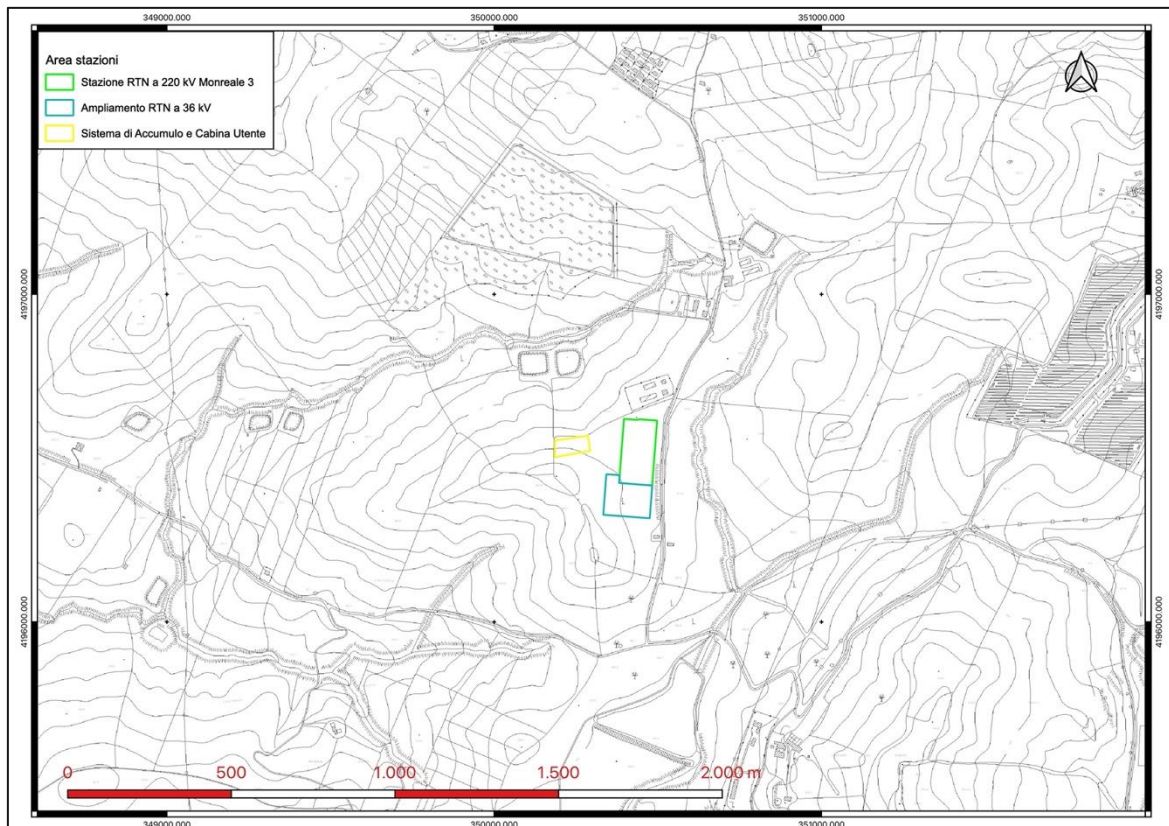 349000.000 350000.000 351000.000
Area stazioni
Stazione RTN a 220 kV Monreale 3
Ampliamento RTN a 36 kV
Sistema di Accumulo e Cabina Utente
4197000.000 4197000.000
4196000.000 4196000.000
0 500 1.000 1.500 2.000 m
349000.000 350000.000 351000.000